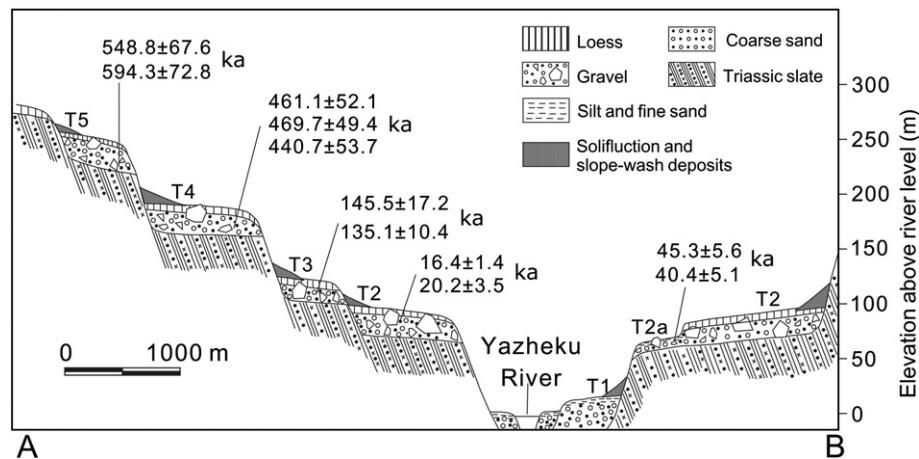 548.8±67.6
594.3±72.8
ka
T5
461.1±52.1
469.7±49.4
440.7±53.7
ka
T4
145.5±17.2
135.1±10.4
ka
T3
16.4±1.4
20.2±3.5
ka
T2
45.3±5.6
40.4±5.1
ka
T2
T2a
T1
Yazheku
River
0 1000 m
Loess
Coarse sand
Gravel
Triassic slate
Silt and fine sand
Solifluction and
slope-wash deposits
300
250
200
150
100
50
0
Elevation above river level (m)
A
B